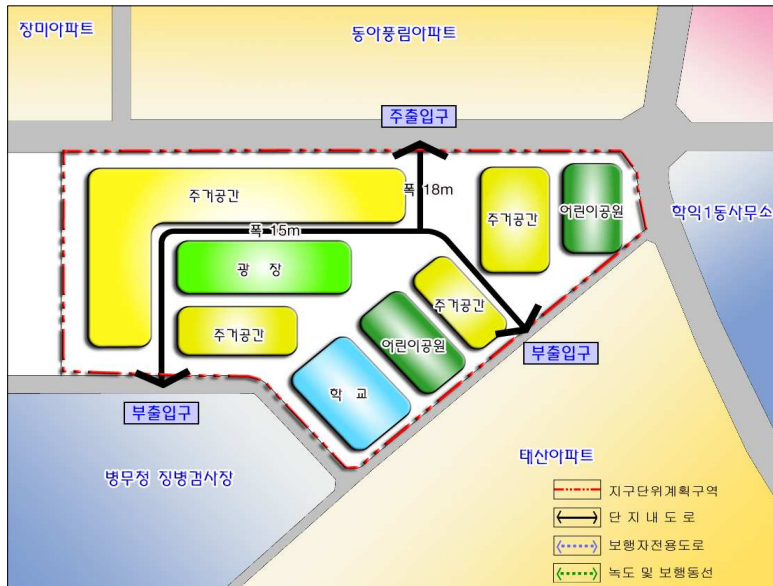 장미아파트
동아풍림아파트
주출입구
주거공간
폭 18m
주거공간
어린이공원
학익1동사무소
폭 15m
광 장
주거공간
주거공간
어린이공원
부출입구
학 교
부출입구
병무청 징병검사장
태산아파트
지구단위계획구역
단 지 내 도 로
보행자전용도로
녹도 및 보행동선